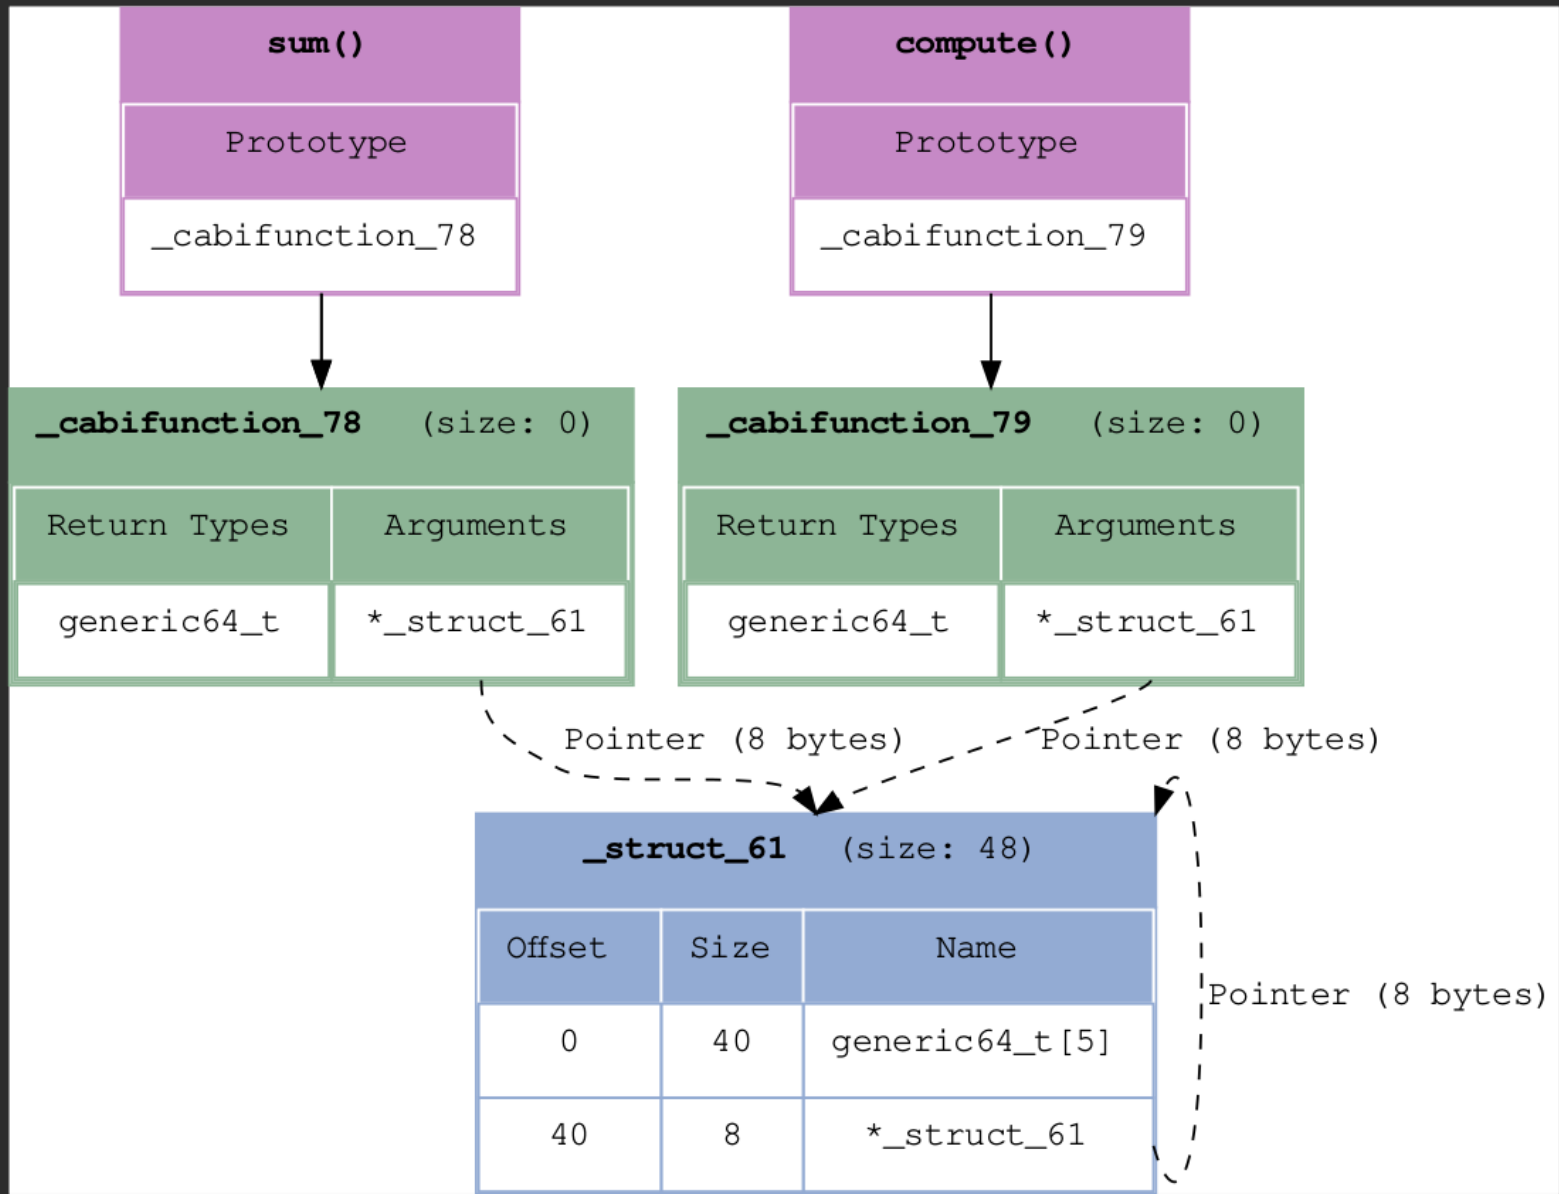 sum()
Prototype
_cabifunction_78
compute()
Prototype
_cabifunction_79
_cabifunction_78 (size: 0)
Return Types Arguments
generic64_t *_struct_61
_cabifunction_79 (size: 0)
Return Types Arguments
generic64_t *_struct_61
Pointer (8 bytes)
Pointer (8 bytes)
_struct_61 (size: 48)
Offset Size Name
0 40 generic64_t[5]
40 8 *_struct_61
Pointer (8 bytes)